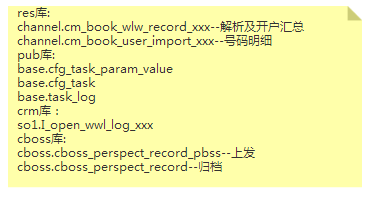 res库:
channel.cm_book_wlw_record_xxx--解析及开户汇总
channel.cm_book_user_import_xxx--号码明细
pub库:
base.cfg_task_param_value
base.cfg_task
base.task_log
crm库：
so1.I_open_wwl_log_xxx
cboss库:
cboss.cboss_perspect_record_pbss--上发
cboss.cboss_perspect_record--归档